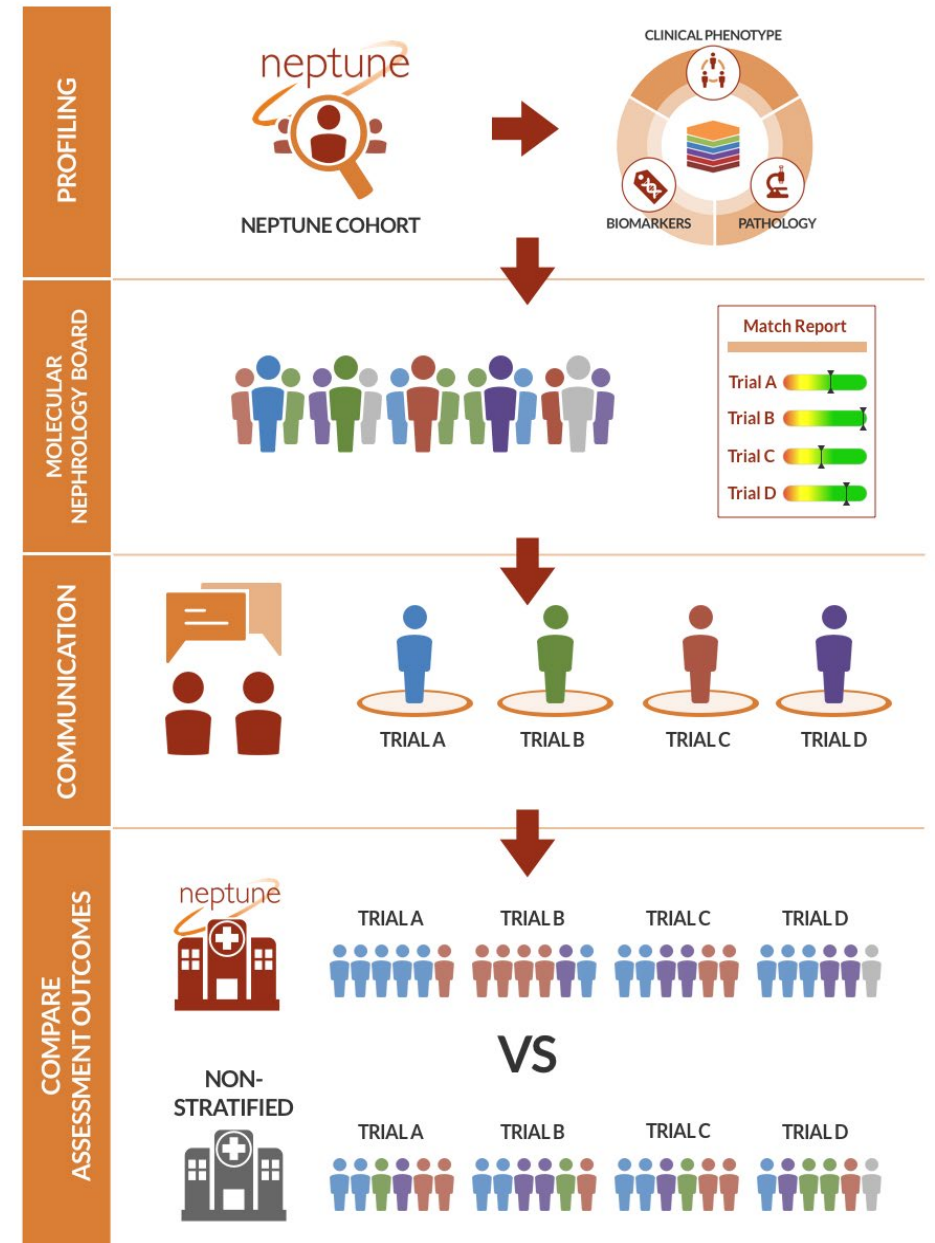 PROFILING
neptune
NEPTUNE COHORT
CLINICAL PHENOTYPE
BIOMARKERS
PATHOLOGY
MOLECULAR
NEPHROLOGY BOARD
Match Report
Trial A
Trial B
Trial C
Trial D
COMMUNICATION
TRIAL A
TRIAL B
TRIAL C
TRIAL D
COMPARE
ASSESSMENT OUTCOMES
neptune
TRIAL A
TRIAL B
TRIAL C
TRIAL D
VS
NON-
STRATIFIED
TRIAL A
TRIAL B
TRIAL C
TRIAL D